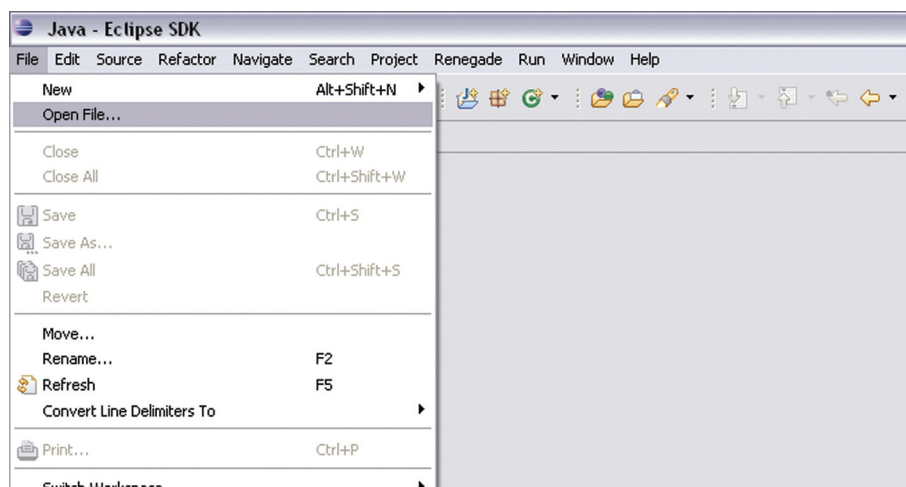 Java - Eclipse SDK
File Edit Source Refactor Navigate Search Project Renegade Run Window Help
New Alt+Shift+N
Open File...
Close Ctrl+W
Close All Ctrl+Shift+W
Save Ctrl+S
Save As...
Save All Ctrl+Shift+S
Revert
Move...
Rename... F2
Refresh F5
Convert Line Delimiters To
Print... Ctrl+P
Switch Workspace